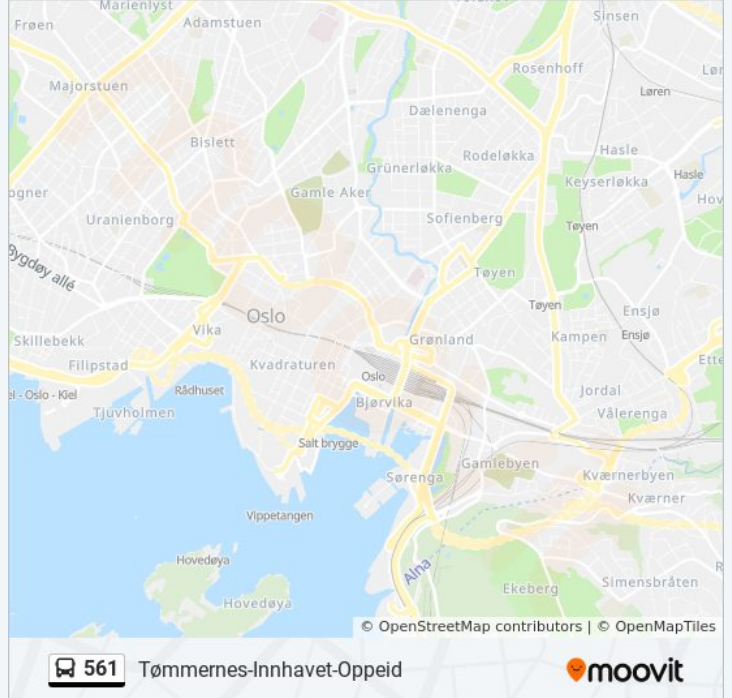 Marienlyst
Sinsen
Frøen
Adamstuen
Rosenhoff
Majorstuen
Løren
Dælenenga
Bislett
Rodeløkka
Hasle
Grünerløkka
Hasle
Keyserløkka
ogner
Gamle Aker
Hov
Uranienborg
Sofienberg
Tøyen
Bygdøy allé
Tøyen
Tøyen
Ensjø
Oslo
Vika
Skillebekk
Grønland
Kampen
Ensjø
Filipstad
Kvadraturen
Ette
Oslo
Rådhuset
Jordal
el - Oslo - Kiel
Bjørvika
Tjuvholmen
Vålerenga
Salt brygge
Gamlebyen
Sørenga
Kværnerbyen
Kværner
Vippetangen
Hovedøya
Alna
Simensbråten
Ekeberg
Hovedøya
© OpenStreetMap contributors | © OpenMapTiles
561 Tømmernes-Innhavet-Oppeid
moovit